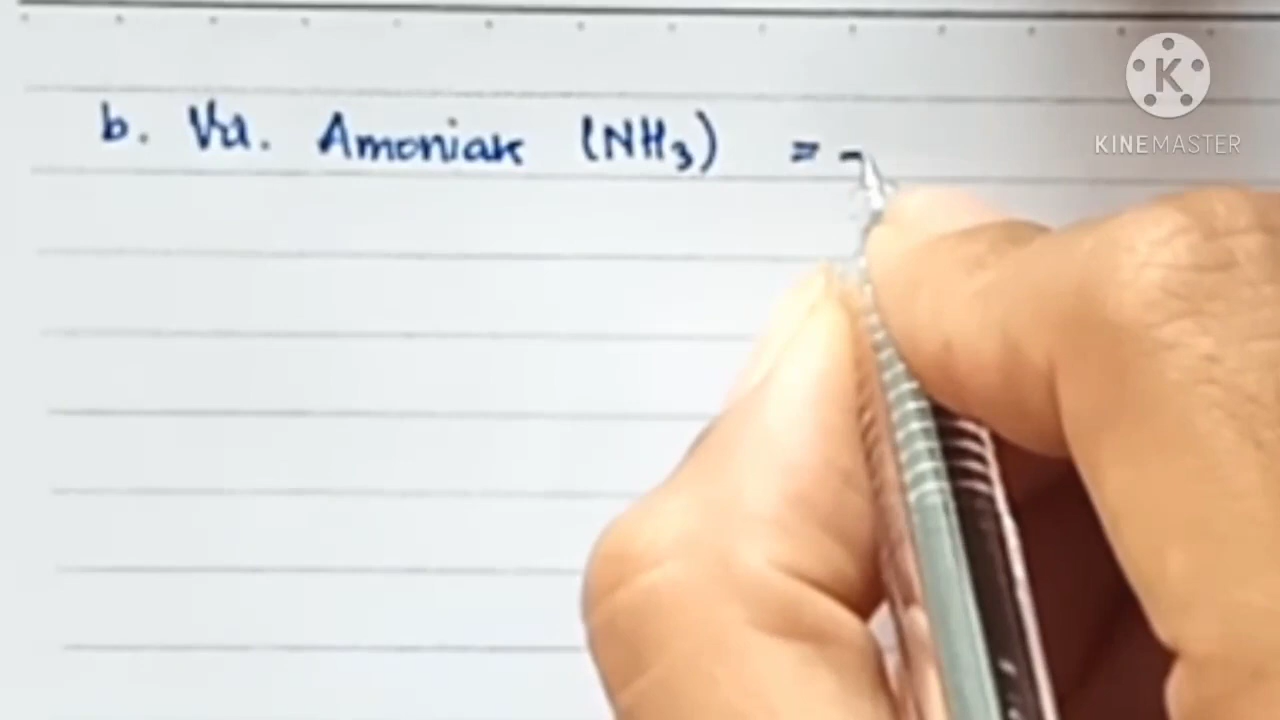 b. Vu. Amoniak (NH3) = -
K
KINEMASTER